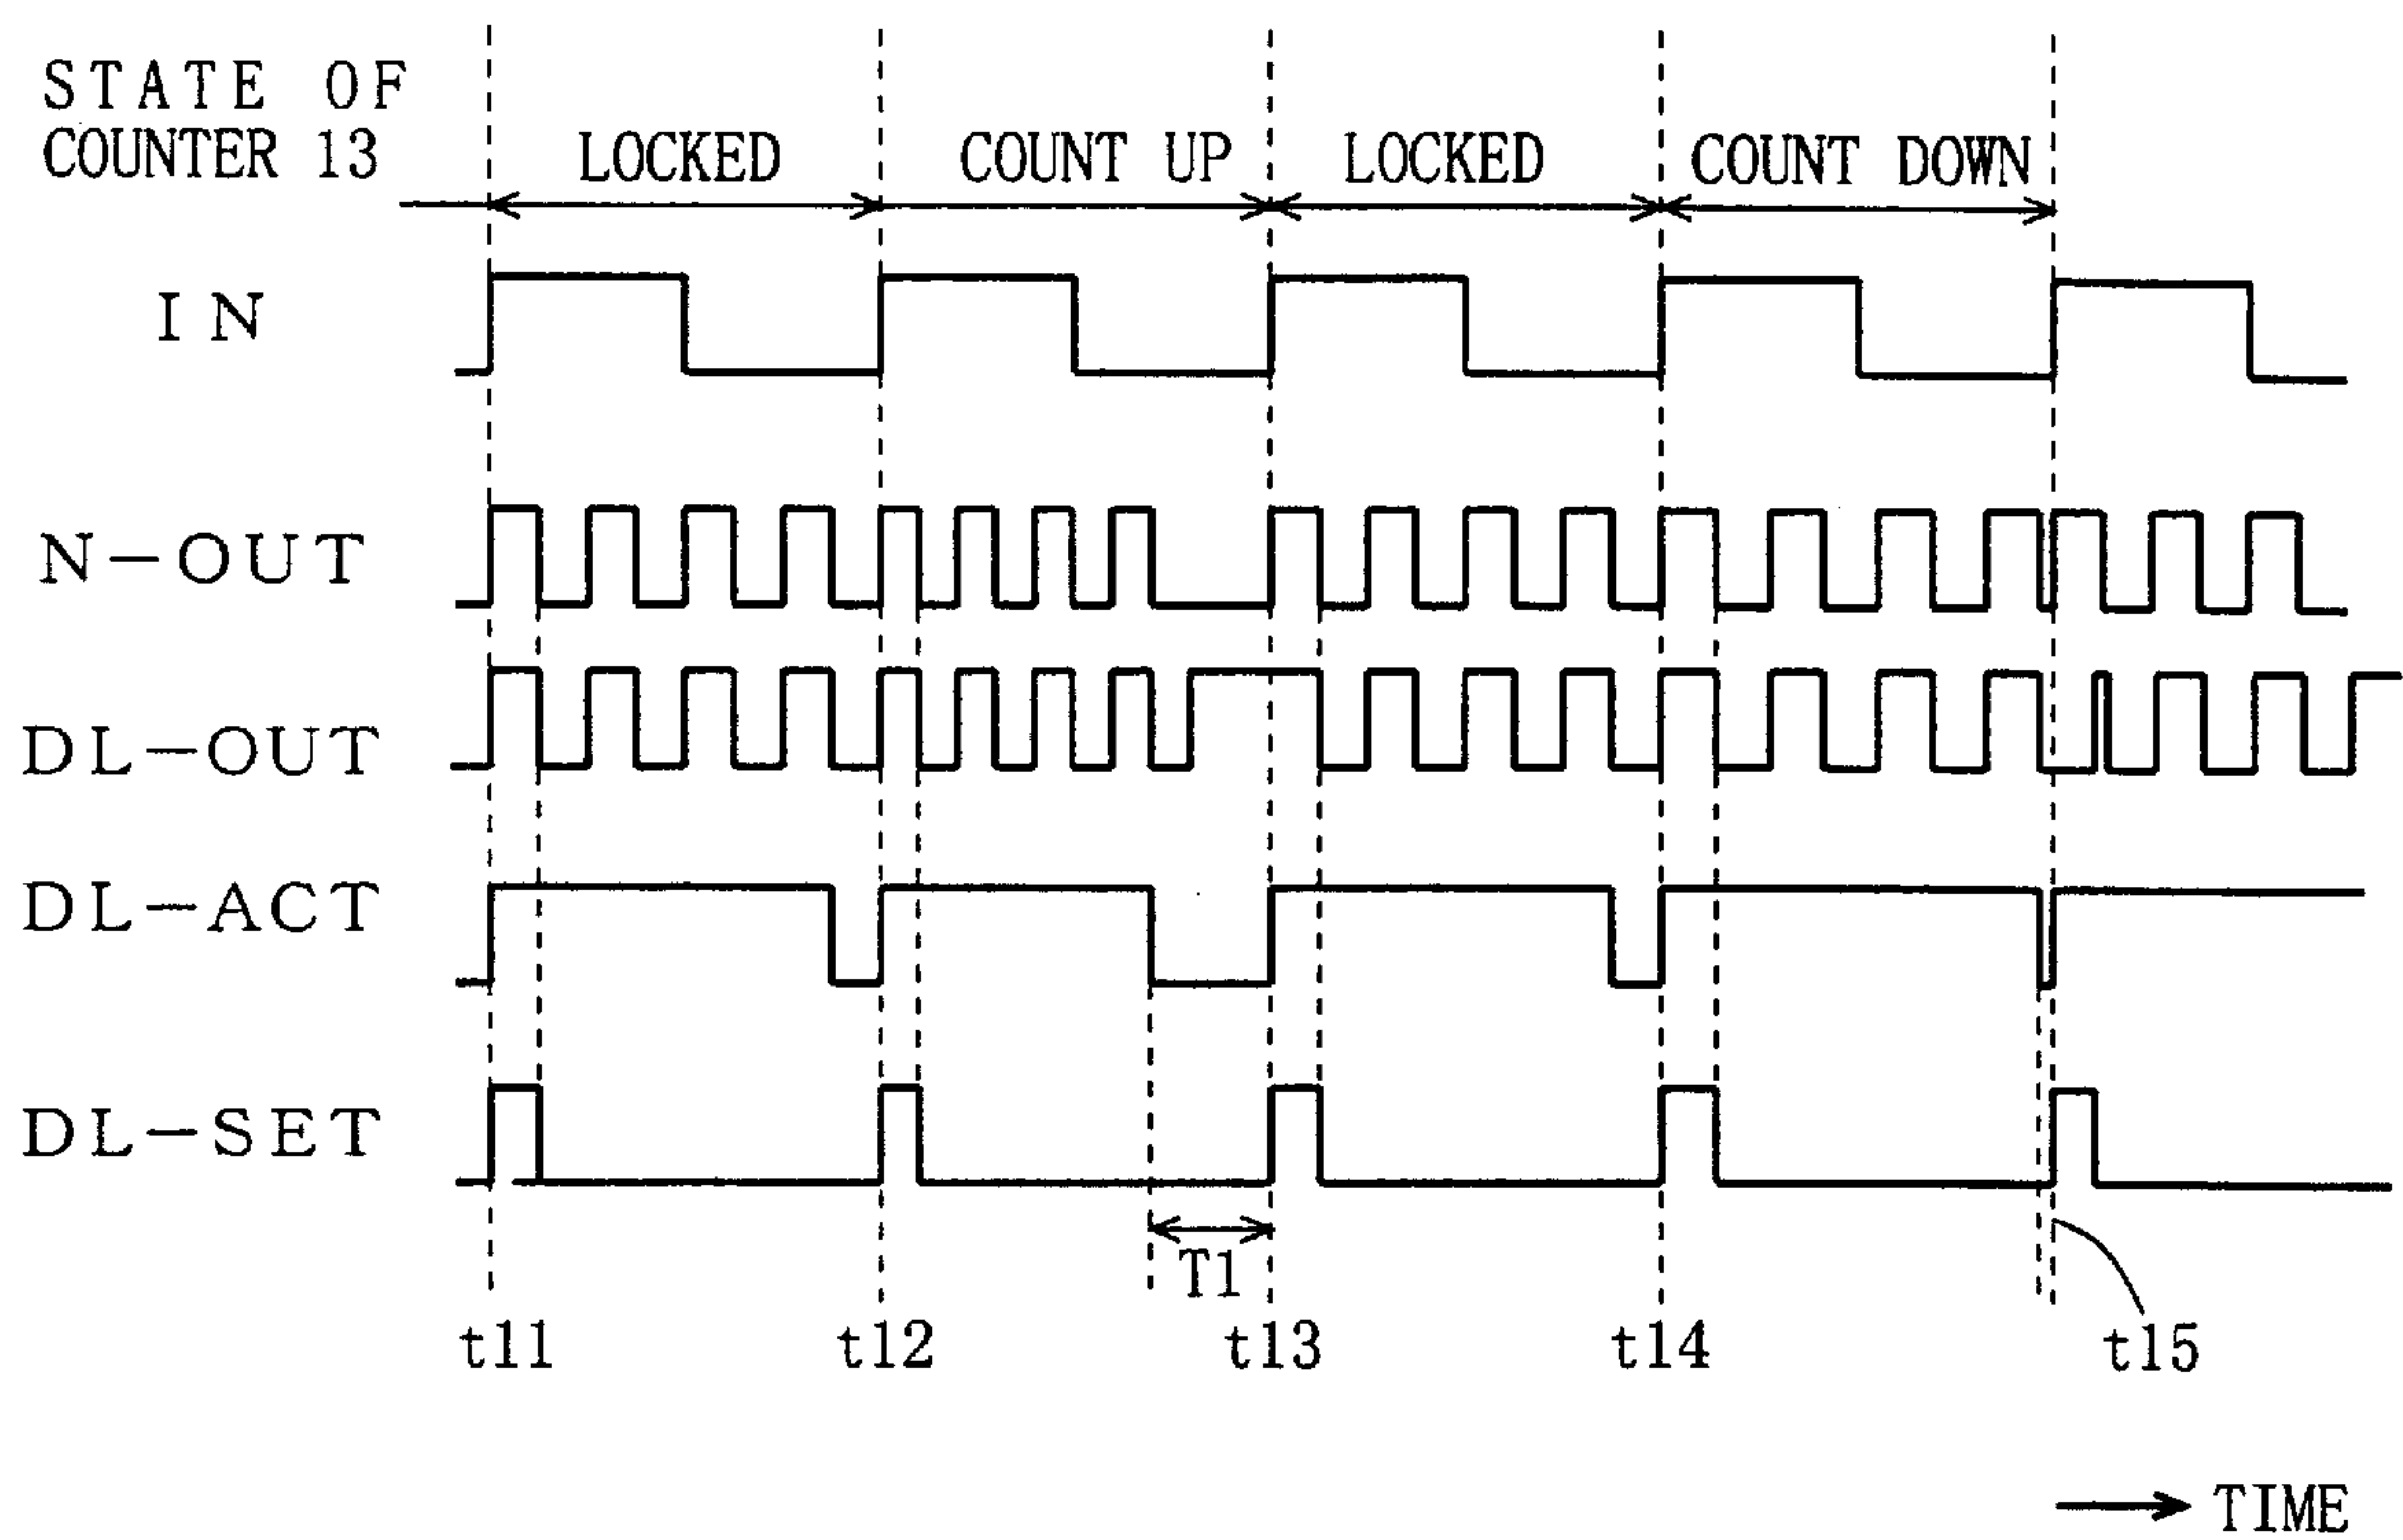 STATE OF
COUNTER 13
LOCKED COUNT UP LOCKED COUNT DOWN
IN
N-OUT
DL-OUT
DL-ACT
DL-SET
T1
t11 t12 t13 t14 t15
TIME